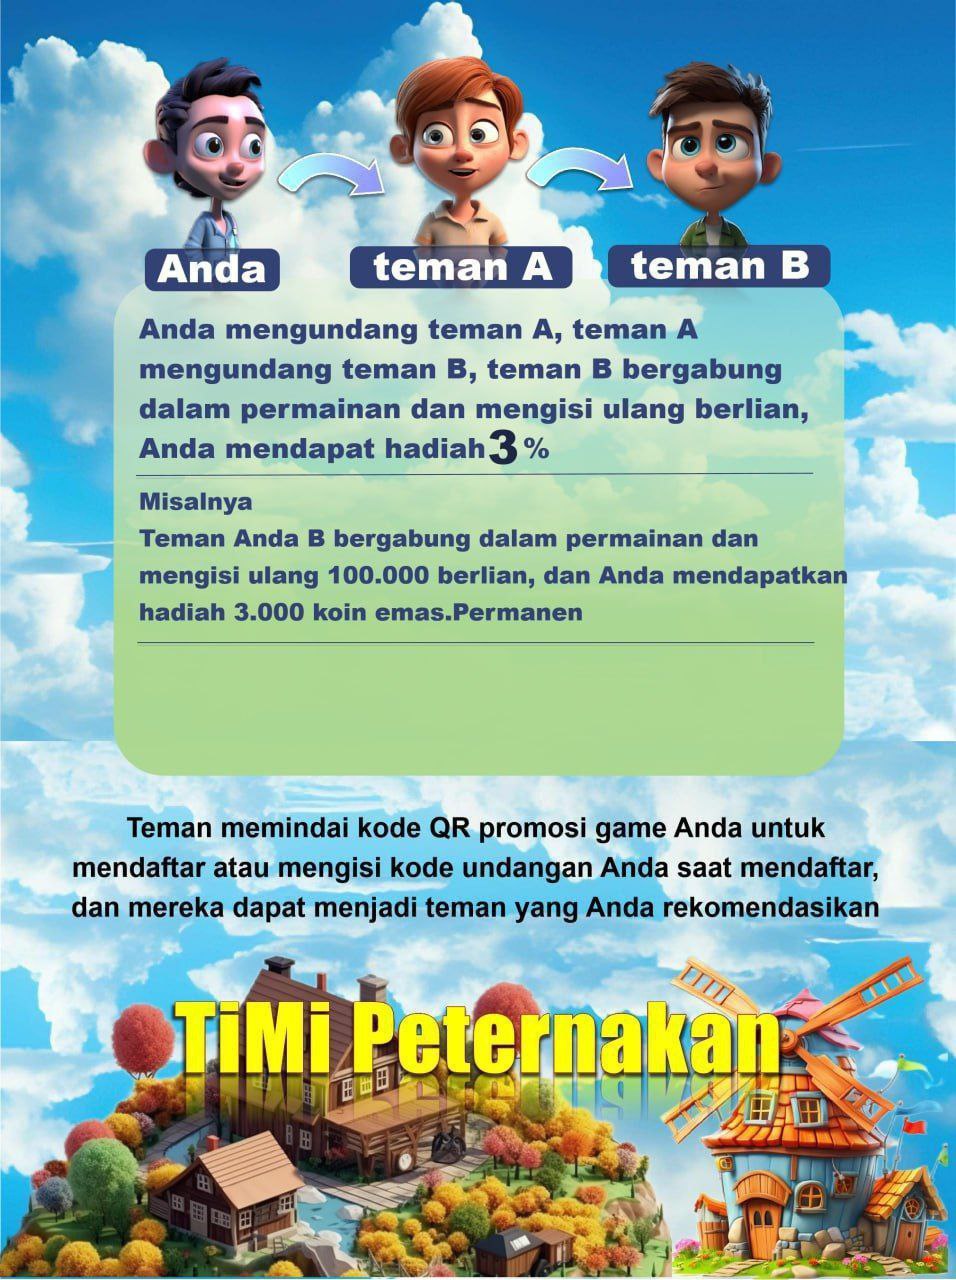 Anda
teman A
teman B
Anda mengundang teman A, teman A
mengundang teman B, teman B bergabung
dalam permainan dan mengisi ulang berlian,
Anda mendapat hadiah 3 %
Misalnya
Teman Anda B bergabung dalam permainan dan
mengisi ulang 100.000 berlian, dan Anda mendapatkan
hadiah 3.000 koin emas.Permanen
Teman memindai kode QR promosi game Anda untuk
mendaftar atau mengisi kode undangan Anda saat mendaftar,
dan mereka dapat menjadi teman yang Anda rekomendasikan
TiMi Peternakan